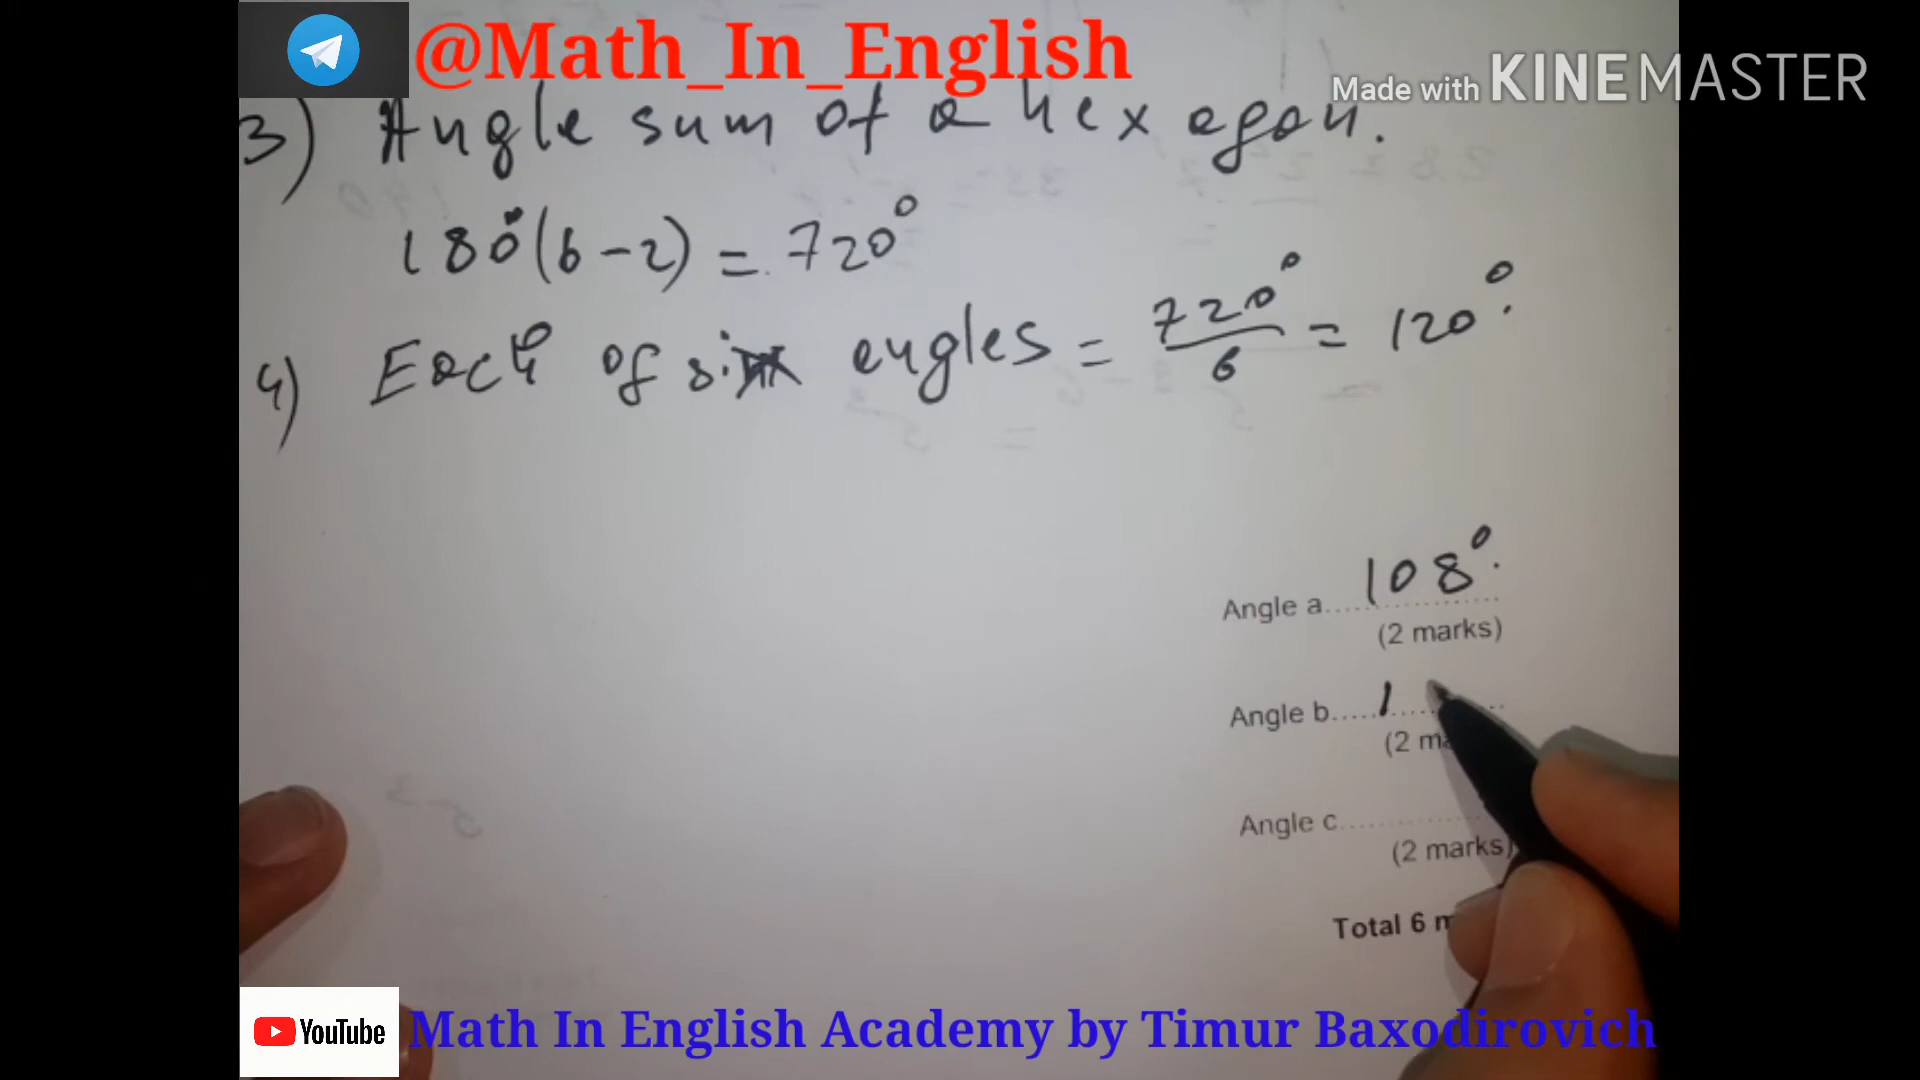 @Math_In_English
Made with KINEMASTER
3) Angle sum of a hexagon.
180°(6-2) = 720°
4) Each of six angles = 720°/6 = 120°.
Angle a.... 108°.
(2 marks)
Angle b..... 1
(2 ma
Angle c
(2 marks)
Total 6 m
YouTube
Math In English Academy by Timur Baxodirovich